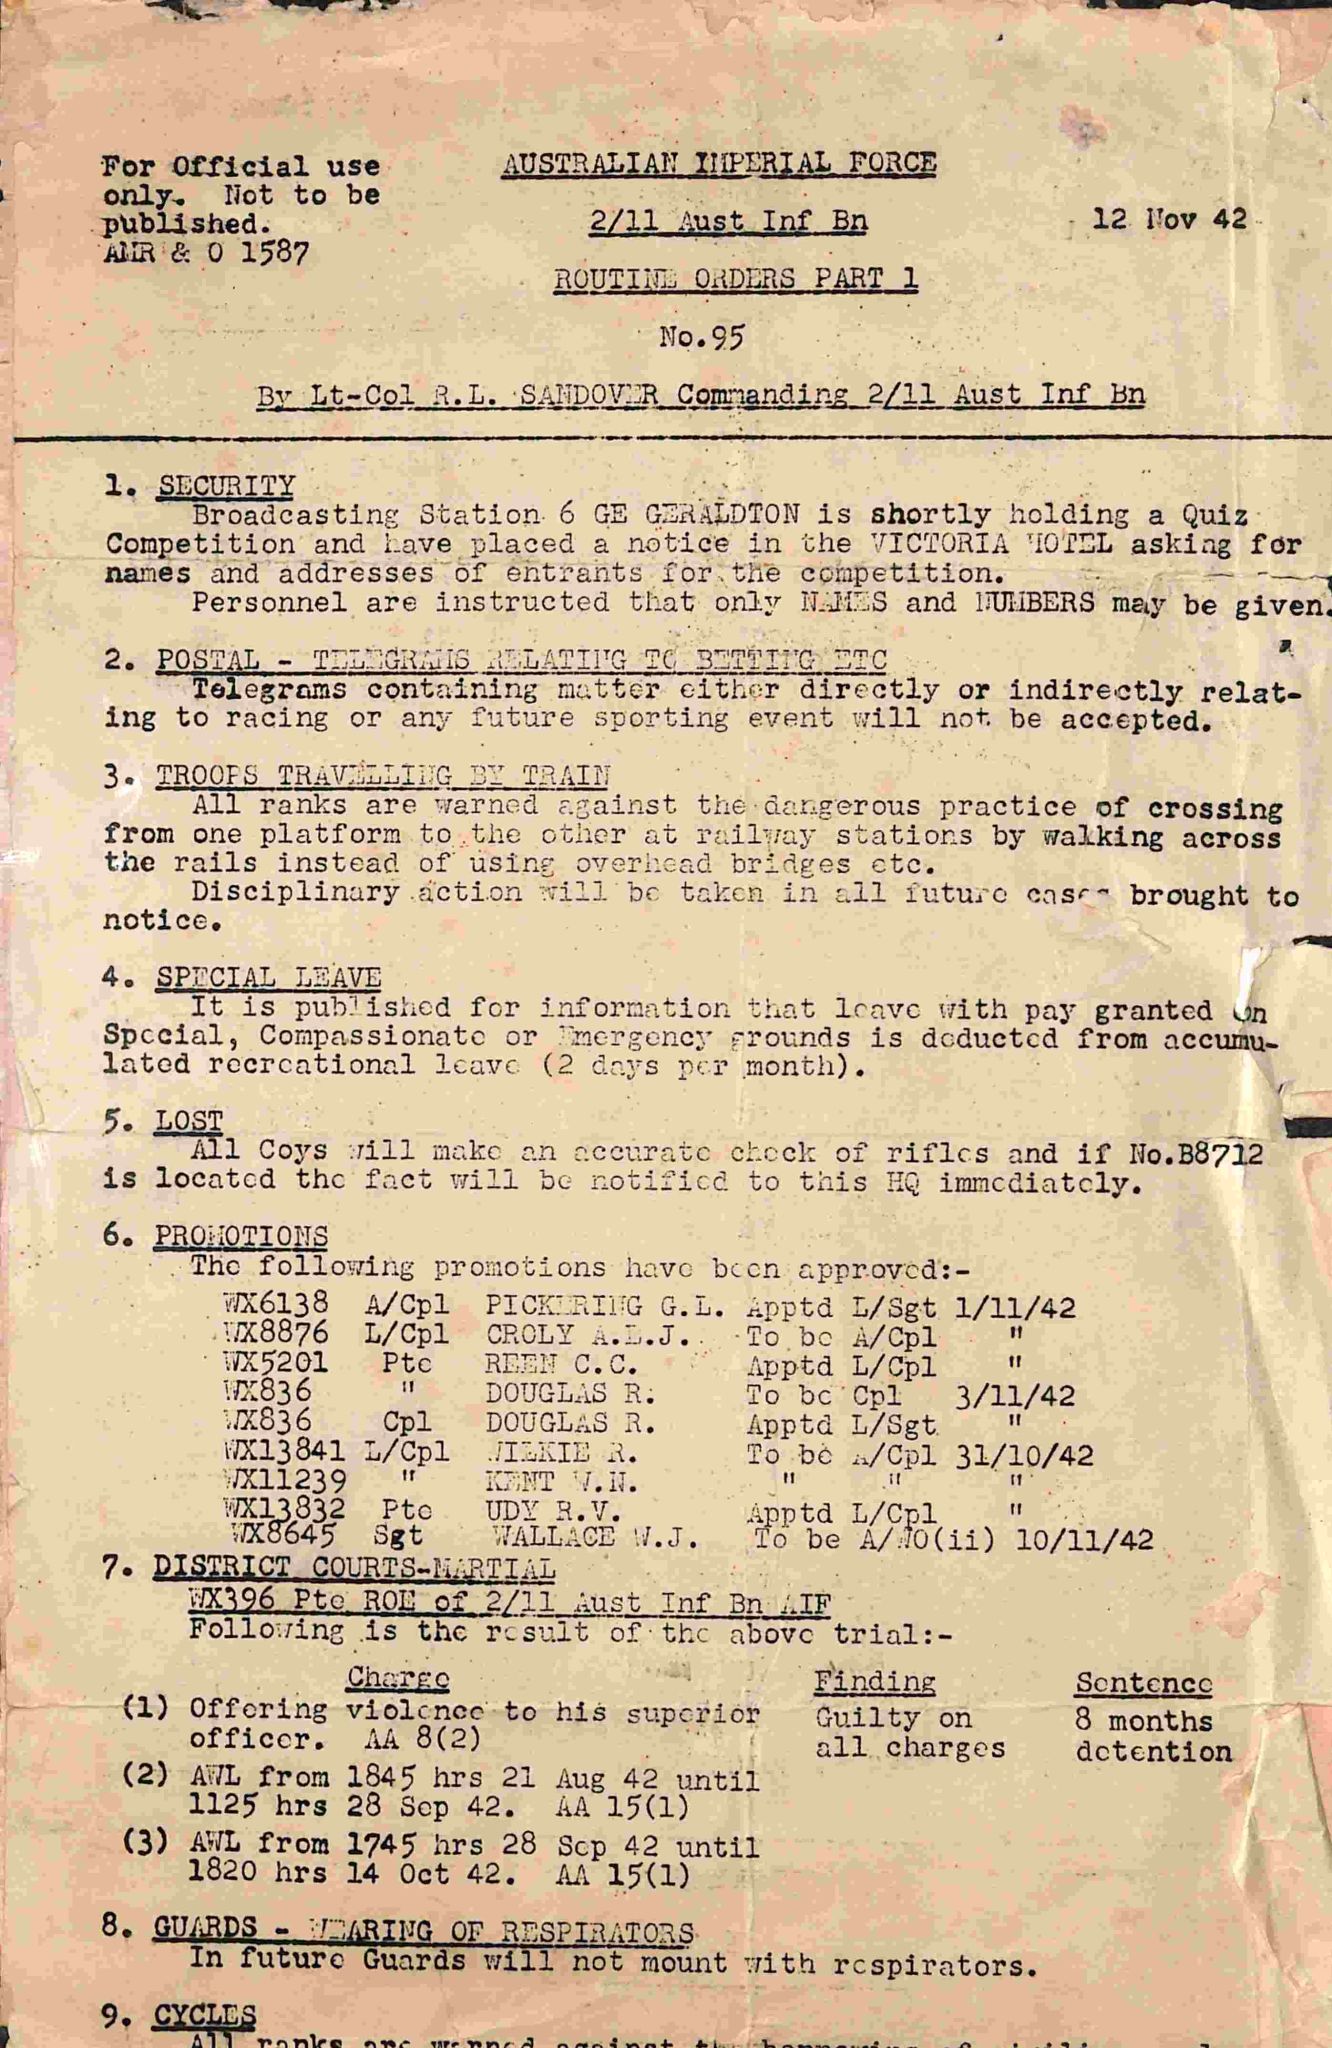 For Official use
only. Not to be
published.
AMR & O 1587
AUSTRALIAN IMPERIAL FORCE
2/11 Aust Inf Bn
12 Nov 42
ROUTINE ORDERS PART 1
No.95
By Lt-Col R.L. SANDOVER Commanding 2/11 Aust Inf Bn
1. SECURITY
Broadcasting Station 6 GE GERALDTON is shortly holding a Quiz
Competition and have placed a notice in the VICTORIA HOTEL asking for
names and addresses of entrants for the competition.
Personnel are instructed that only NAMES and NUMBERS may be given.
2. POSTAL - TELEGRAMS RELATING TO BETTING ETC
Telegrams containing matter either directly or indirectly relat-
ing to racing or any future sporting event will not be accepted.
3. TROOPS TRAVELLING BY TRAIN
All ranks are warned against the dangerous practice of crossing
from one platform to the other at railway stations by walking across
the rails instead of using overhead bridges etc.
Disciplinary action will be taken in all future cases brought to
notice.
4. SPECIAL LEAVE
It is published for information that leave with pay granted on
Special, Compassionate or Emergency grounds is deducted from accumu-
lated recreational leave (2 days per month).
5. LOST
All Coys will make an accurate check of rifles and if No.B8712
is located the fact will be notified to this HQ immediately.
6. PROMOTIONS
The following promotions have been approved:-
WX6138 A/Cpl PICKERING G.L. Apptd L/Sgt 1/11/42
WX8876 L/Cpl CROLY A.L.J. To be A/Cpl "
WX5201 Pte REEN C.C. Apptd L/Cpl "
WX836 " DOUGLAS R. To be Cpl 3/11/42
WX836 Cpl DOUGLAS R. Apptd L/Sgt "
WX13841 L/Cpl WILKIE R. To be A/Cpl 31/10/42
WX11239 " KENT W.N. " " "
WX13832 Pte UDY R.V. Apptd L/Cpl "
WX8645 Sgt WALLACE W.J. To be A/WO(ii) 10/11/42
7. DISTRICT COURTS-MARTIAL
WX396 Pte ROE of 2/11 Aust Inf Bn AIF
Following is the result of the above trial:-
Charge Finding Sentence
(1) Offering violence to his superior Guilty on 8 months
officer. AA 8(2) all charges detention
(2) AWL from 1845 hrs 21 Aug 42 until
1125 hrs 28 Sep 42. AA 15(1)
(3) AWL from 1745 hrs 28 Sep 42 until
1820 hrs 14 Oct 42. AA 15(1)
8. GUARDS - WEARING OF RESPIRATORS
In future Guards will not mount with respirators.
9. CYCLES
All ranks are warned against the